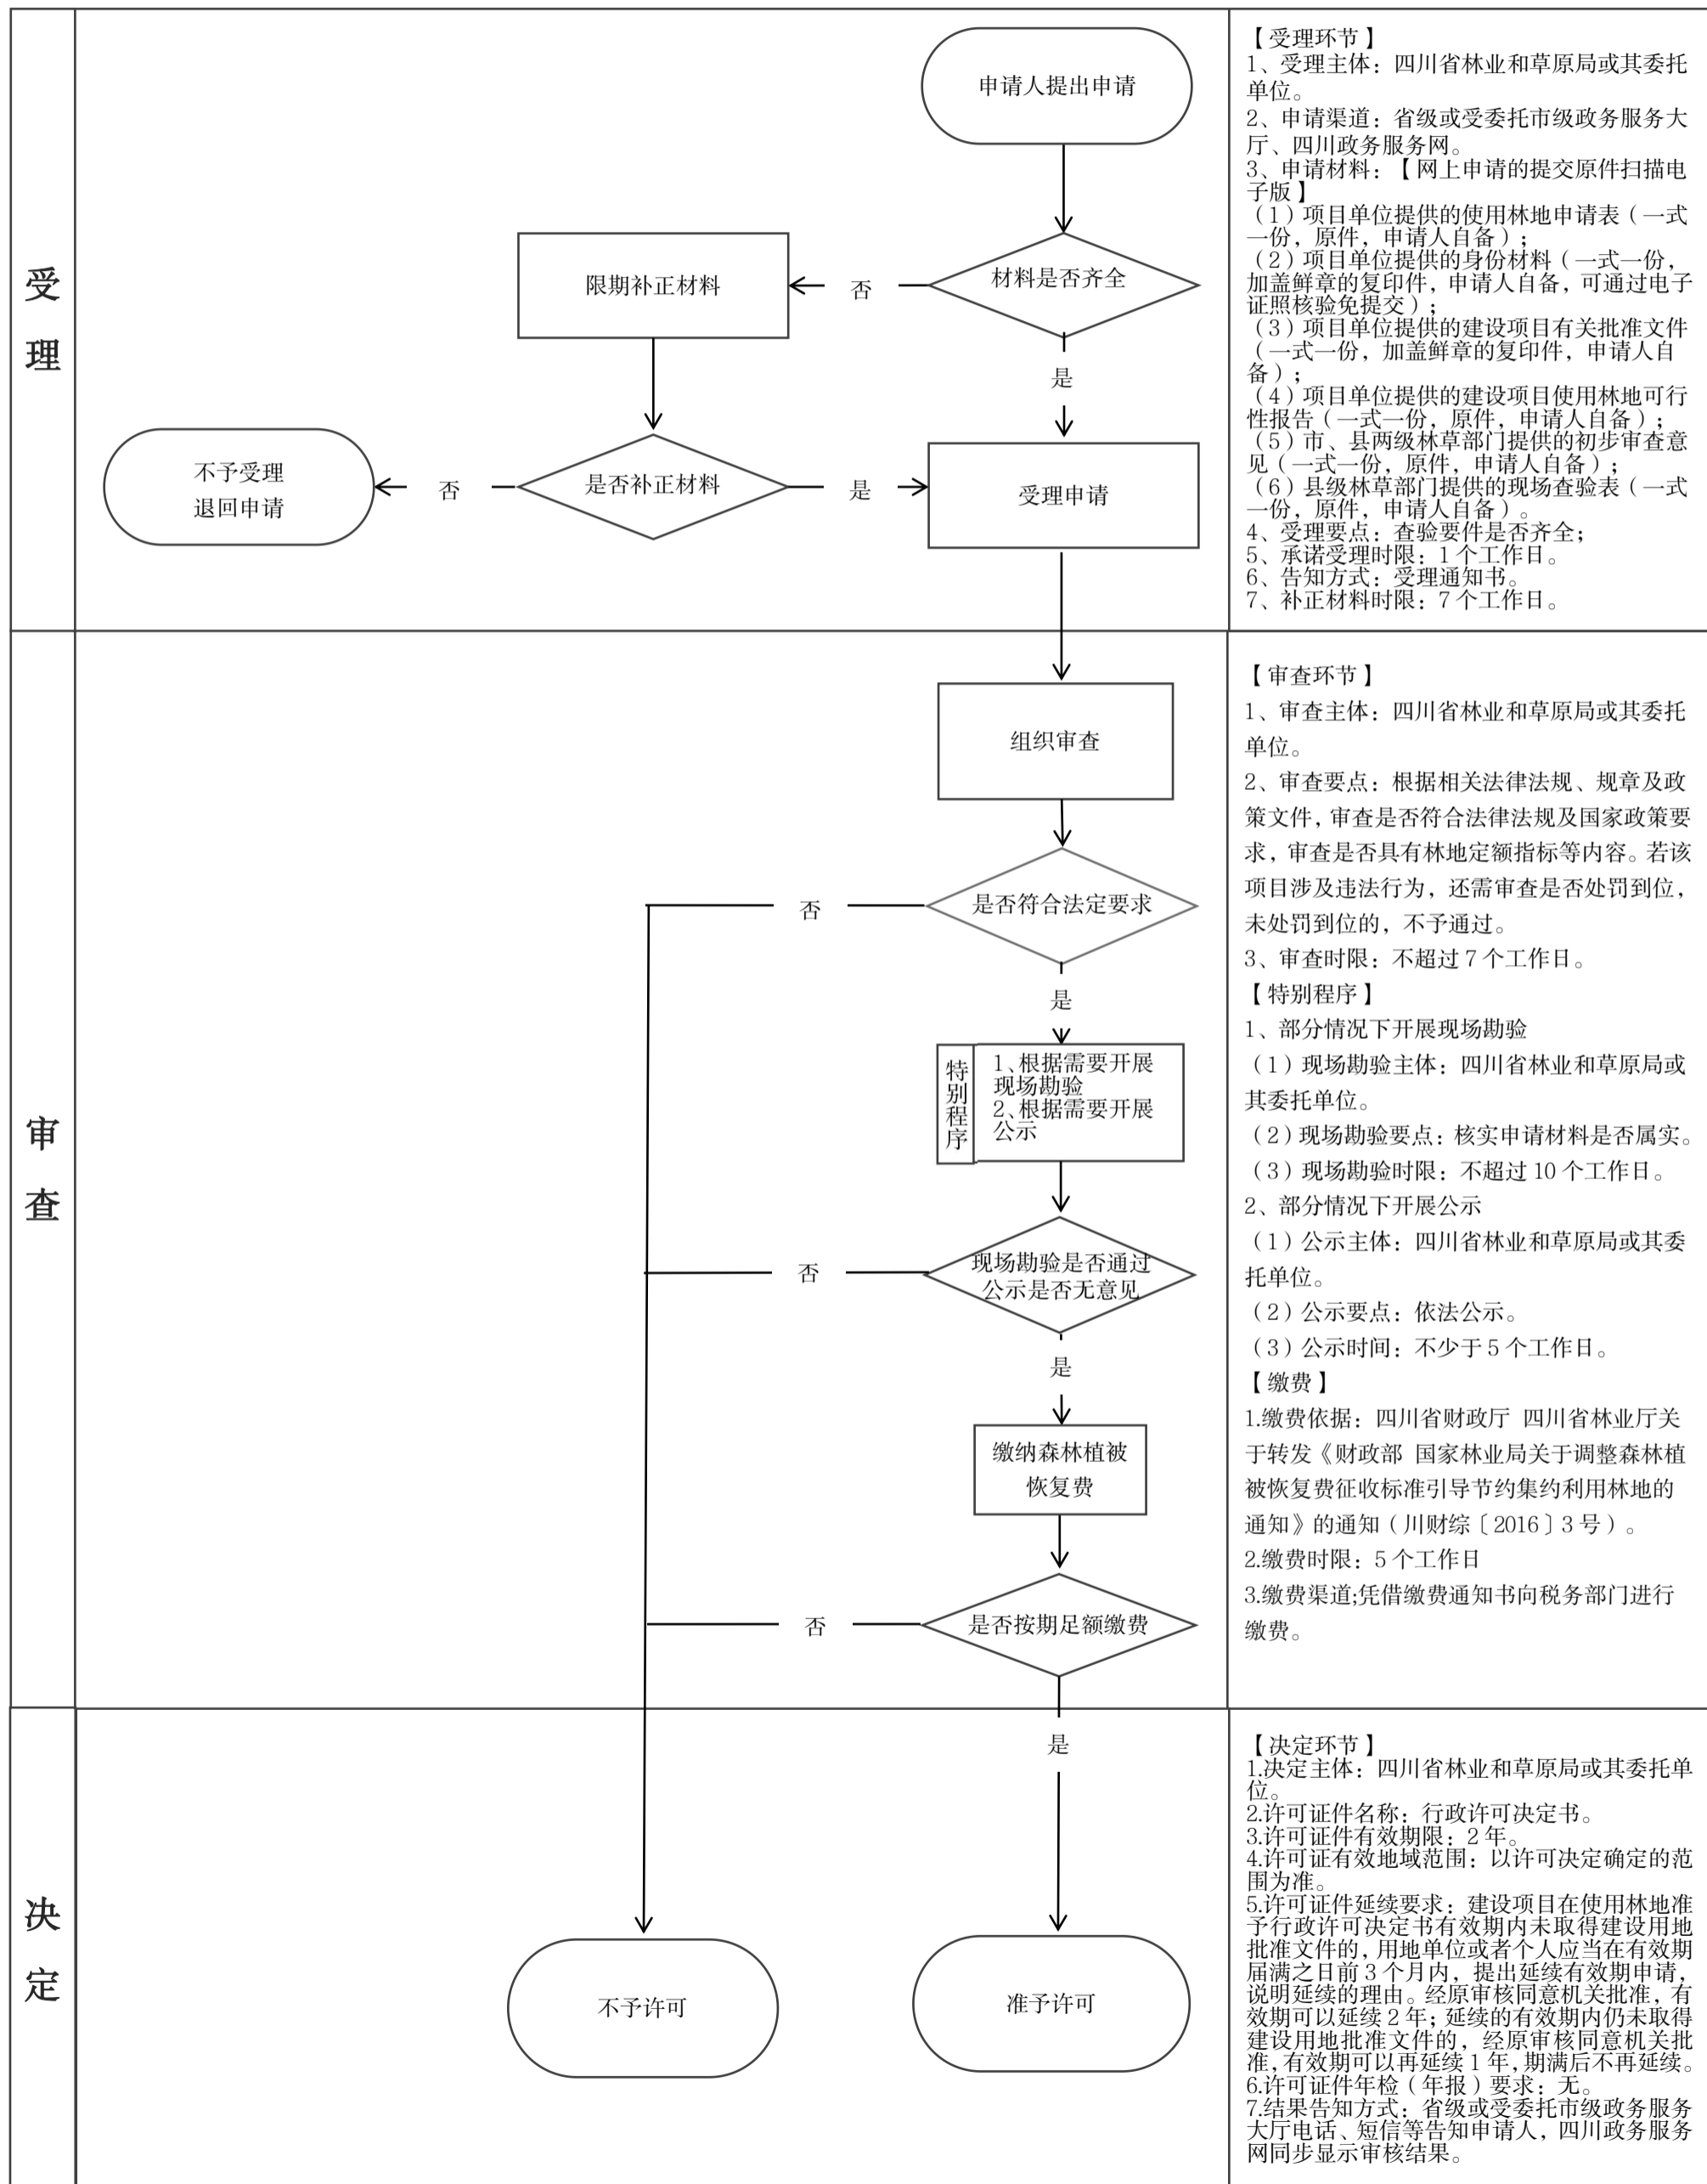 受
理
申请人提出申请
材料是否齐全
否
限期补正材料
是
是否补正材料
否
不予受理
退回申请
是
受理申请
【受理环节】
1、受理主体：四川省林业和草原局或其委托
单位。
2、申请渠道：省级或受委托市级政务服务大
厅、四川政务服务网。
3、申请材料：【网上申请的提交原件扫描电
子版】
（1）项目单位提供的使用林地申请表（一式
一份，原件，申请人自备）；
（2）项目单位提供的身份材料（一式一份，
加盖鲜章的复印件，申请人自备，可通过电子
证照核验免提交）；
（3）项目单位提供的建设项目有关批准文件
（一式一份，加盖鲜章的复印件，申请人自
备）；
（4）项目单位提供的建设项目使用林地可行
性报告（一式一份，原件，申请人自备）；
（5）市、县两级林草部门提供的初步审查意
见（一式一份，原件，申请人自备）；
（6）县级林草部门提供的现场查验表（一式
一份，原件，申请人自备）。
4、受理要点：查验要件是否齐全；
5、承诺受理时限：1个工作日。
6、告知方式：受理通知书。
7、补正材料时限：7个工作日。
审
查
组织审查
是否符合法定要求
否
是
特别程序
1、根据需要开展
现场勘验
2、根据需要开展
公示
现场勘验是否通过
公示是否无意见
否
是
缴纳森林植被
恢复费
是否按期足额缴费
否
【审查环节】
1、审查主体：四川省林业和草原局或其委托
单位。
2、审查要点：根据相关法律法规、规章及政
策文件，审查是否符合法律法规及国家政策要
求，审查是否具有林地定额指标等内容。若该
项目涉及违法行为，还需审查是否处罚到位，
未处罚到位的，不予通过。
3、审查时限：不超过7个工作日。
【特别程序】
1、部分情况下开展现场勘验
（1）现场勘验主体：四川省林业和草原局或
其委托单位。
（2）现场勘验要点：核实申请材料是否属实。
（3）现场勘验时限：不超过10个工作日。
2、部分情况下开展公示
（1）公示主体：四川省林业和草原局或其委
托单位。
（2）公示要点：依法公示。
（3）公示时间：不少于5个工作日。
【缴费】
1.缴费依据：四川省财政厅 四川省林业厅关
于转发《财政部 国家林业局关于调整森林植
被恢复费征收标准引导节约集约利用林地的
通知》的通知（川财综〔2016〕3号）。
2.缴费时限：5个工作日
3.缴费渠道;凭借缴费通知书向税务部门进行
缴费。
决
定
是
不予许可
准予许可
【决定环节】
1.决定主体：四川省林业和草原局或其委托单
位。
2.许可证件名称：行政许可决定书。
3.许可证件有效期限：2年。
4.许可证有效地域范围：以许可决定确定的范
围为准。
5.许可证件延续要求：建设项目在使用林地准
予行政许可决定书有效期内未取得建设用地
批准文件的，用地单位或者个人应当在有效期
届满之日前3个月内，提出延续有效期申请，
说明延续的理由。经原审核同意机关批准，有
效期可以延续2年；延续的有效期内仍未取得
建设用地批准文件的，经原审核同意机关批
准，有效期可以再延续1年，期满后不再延续。
6.许可证件年检（年报）要求：无。
7.结果告知方式：省级或受委托市级政务服务
大厅电话、短信等告知申请人，四川政务服务
网同步显示审核结果。